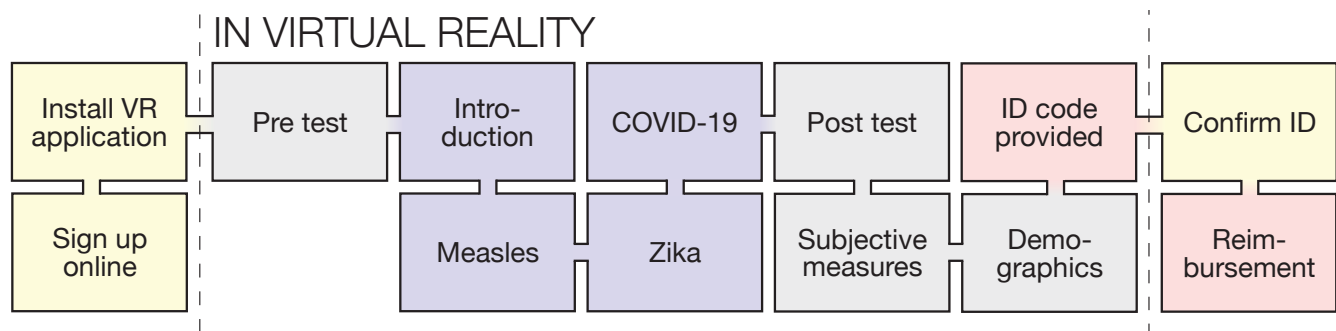 IN VIRTUAL REALITY
Install VR
application
Pre test
Intro-
duction
COVID-19
Post test
ID code
provided
Confirm ID
Sign up
online
Measles
Zika
Subjective
measures
Demo-
graphics
Reim-
bursement